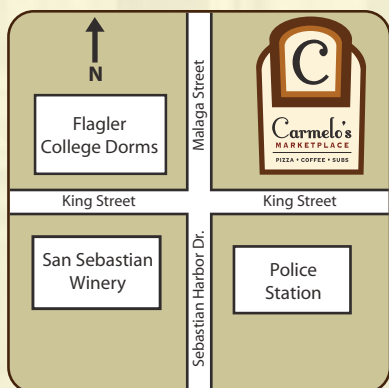 N
Flagler
College Dorms
Malaga Street
C
Carmelo's
MARKETPLACE
PIZZA • COFFEE • SUBS
King Street
King Street
San Sebastian
Winery
Sebastian Harbor Dr.
Police
Station